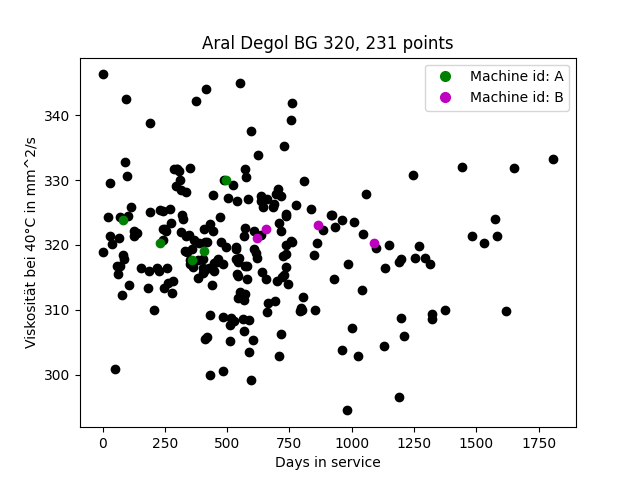 Aral Degol BG 320, 231 points
Machine id: A
Machine id: B
Viskosität bei 40°C in mm^2/s
340
330
320
310
300
0 250 500 750 1000 1250 1500 1750
Days in service